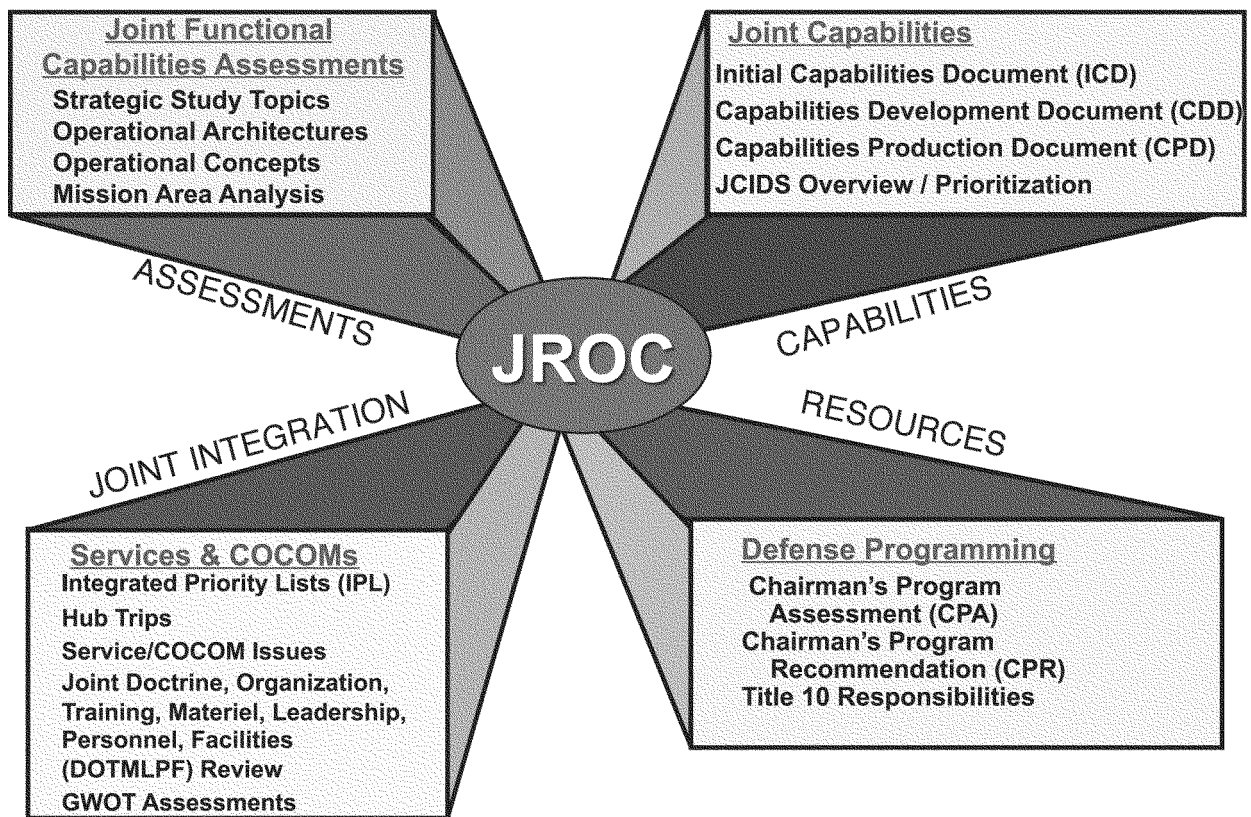 Joint Functional
Capabilities Assessments
Strategic Study Topics
Operational Architectures
Operational Concepts
Mission Area Analysis
Joint Capabilities
Initial Capabilities Document (ICD)
Capabilities Development Document (CDD)
Capabilities Production Document (CPD)
JCIDS Overview / Prioritization
ASSESSMENTS
CAPABILITIES
JROC
JOINT INTEGRATION
RESOURCES
Services & COCOMs
Integrated Priority Lists (IPL)
Hub Trips
Service/COCOM Issues
Joint Doctrine, Organization,
Training, Materiel, Leadership,
Personnel, Facilities
(DOTMLPF) Review
GWOT Assessments
Defense Programming
Chairman's Program
Assessment (CPA)
Chairman's Program
Recommendation (CPR)
Title 10 Responsibilities